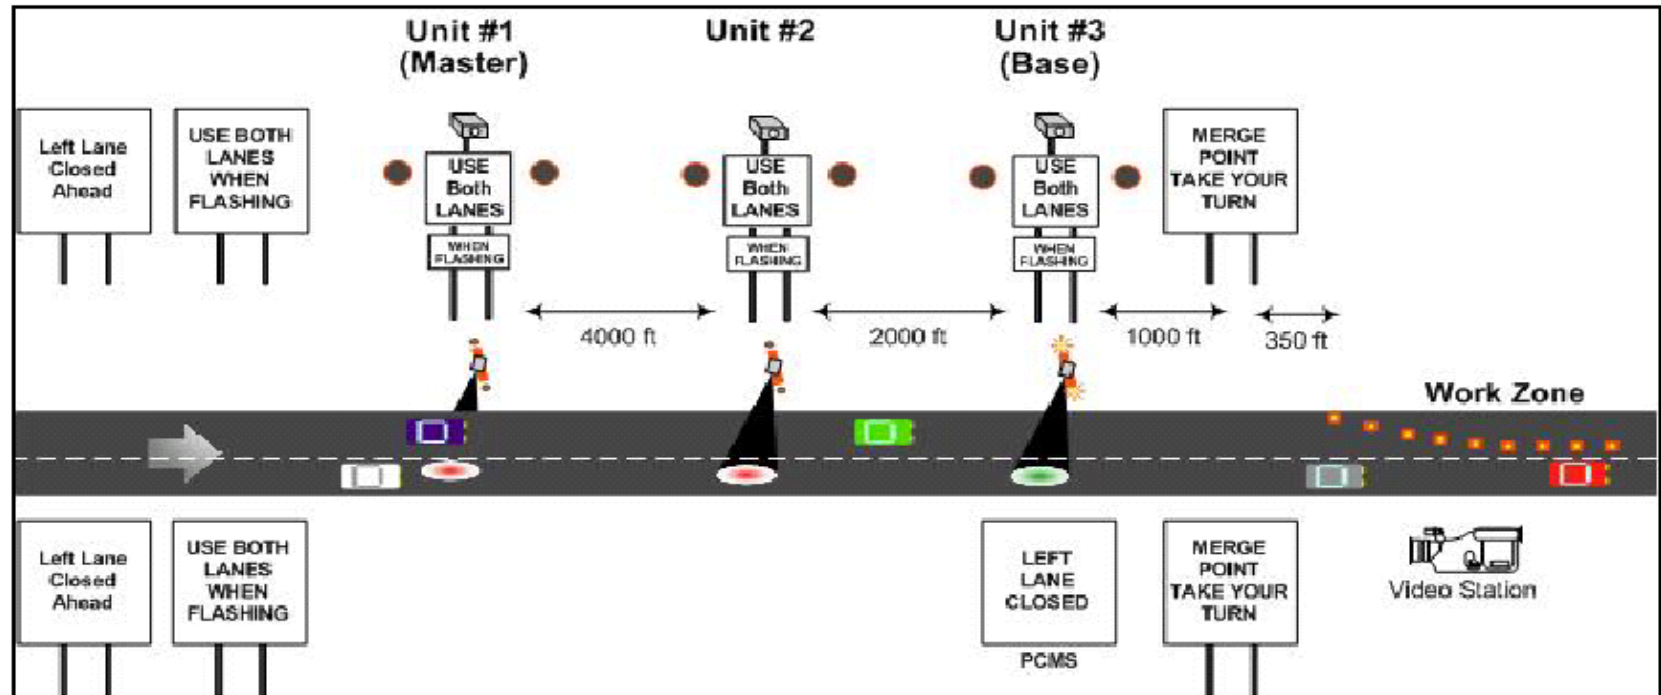 Unit #1
(Master)
Unit #2
Unit #3
(Base)
Left Lane
Closed
Ahead
USE BOTH
LANES
WHEN
FLASHING
USE
Both
LANES
WHEN
FLASHING
USE
Both
LANES
WHEN
FLASHING
USE
Both
LANES
WHEN
FLASHING
MERGE
POINT
TAKE YOUR
TURN
4000 ft
2000 ft
1000 ft
350 ft
Work Zone
Left Lane
Closed
Ahead
USE BOTH
LANES
WHEN
FLASHING
LEFT
LANE
CLOSED
PCMS
MERGE
POINT
TAKE YOUR
TURN
Video Station